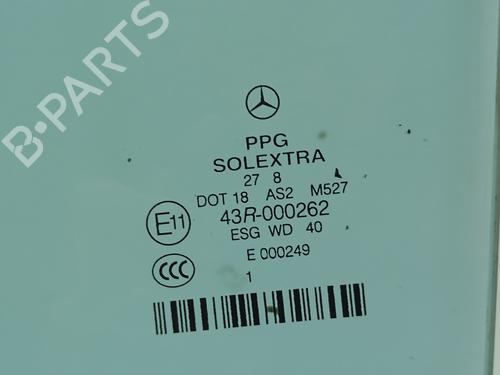 B-PARTS
PPG
SOLEXTRA
27 8
DOT 18 AS2 M527
E11 43R-000262
ESG WD 40
CCC E 000249
1